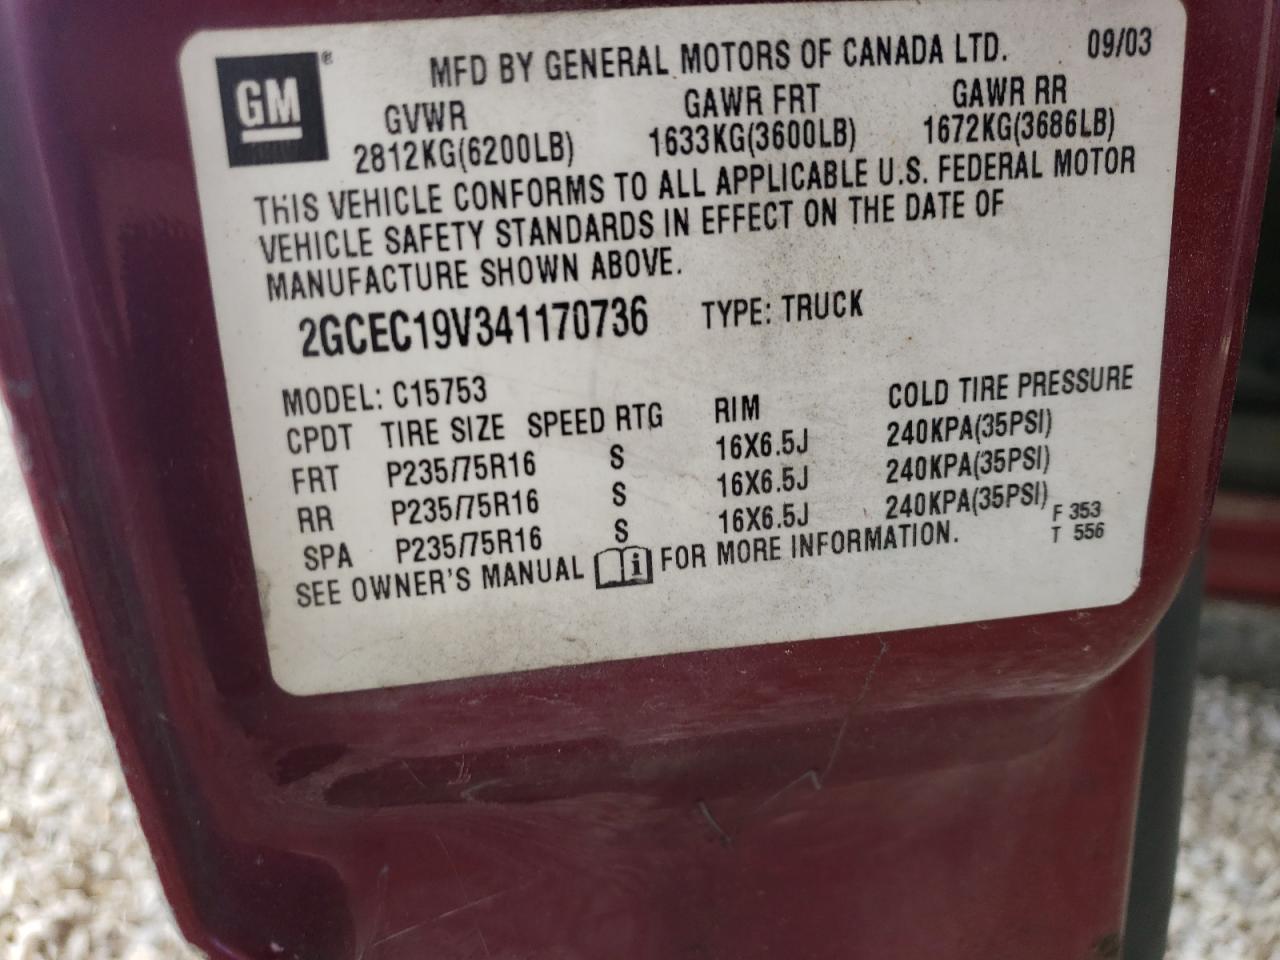 GM®
MFD BY GENERAL MOTORS OF CANADA LTD. 09/03
GVWR GAWR FRT GAWR RR
2812KG(6200LB) 1633KG(3600LB) 1672KG(3686LB)
THIS VEHICLE CONFORMS TO ALL APPLICABLE U.S. FEDERAL MOTOR
VEHICLE SAFETY STANDARDS IN EFFECT ON THE DATE OF
MANUFACTURE SHOWN ABOVE.
2GCEC19V341170736 TYPE: TRUCK
MODEL: C15753
CPDT TIRE SIZE SPEED RTG RIM COLD TIRE PRESSURE
FRT P235/75R16 S 16X6.5J 240KPA(35PSI)
RR P235/75R16 S 16X6.5J 240KPA(35PSI)
SPA P235/75R16 S 16X6.5J 240KPA(35PSI)
SEE OWNER'S MANUAL i FOR MORE INFORMATION.
F 353
T 556